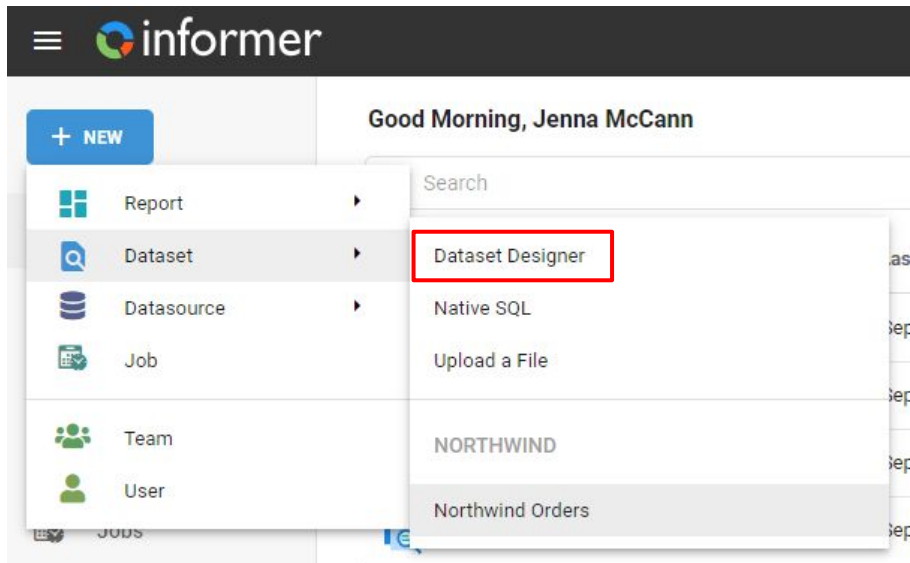 informer
+ NEW
Good Morning, Jenna McCann
Search
Report
Dataset
Datasource
Job
Team
User
Jobs
Dataset Designer
Native SQL
Upload a File
NORTHWIND
Northwind Orders